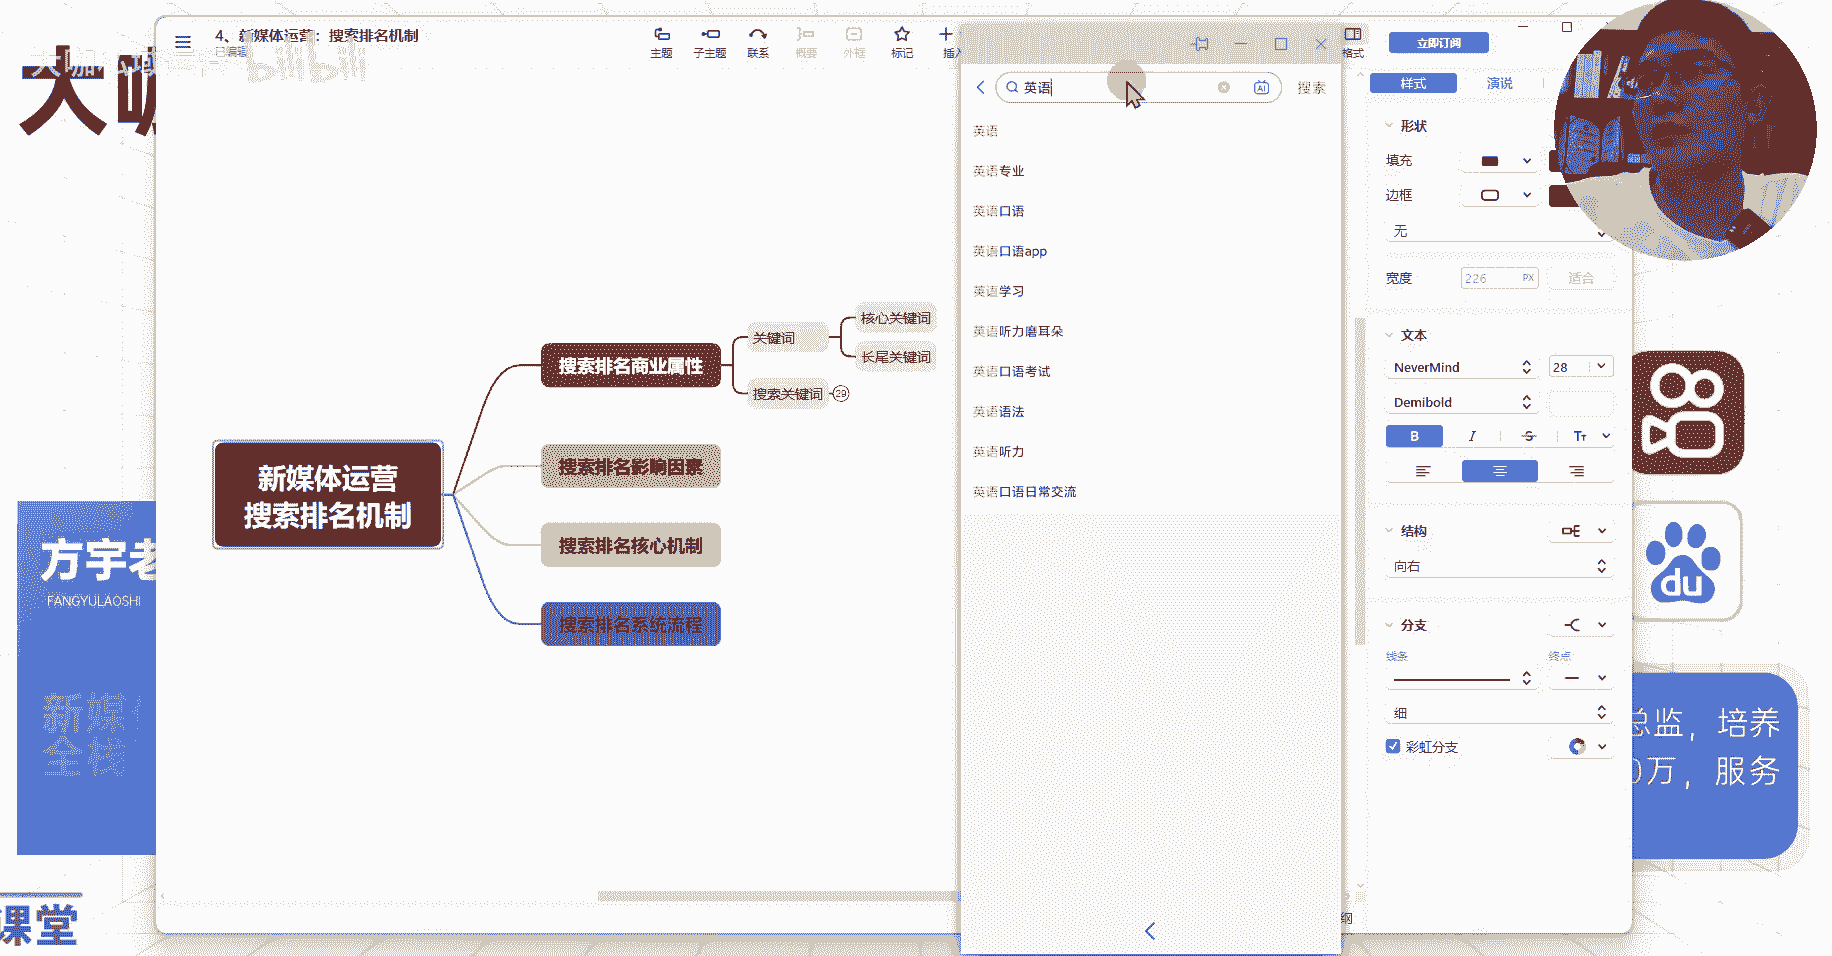 4、新媒体运营：搜索排名机制
已编辑
bilibili
主题
子主题
联系
概要
外框
标记
格式
立即订阅
样式
演说
形状
填充
边框
无
宽度
226
PX
适合
文本
NeverMind
28
Demibold
B
I
S
Tт
结构
向右
分支
线条
终点
细
彩虹分支
英语
AI
搜索
英语
英语专业
英语口语
英语口语app
英语学习
英语听力磨耳朵
英语口语考试
英语语法
英语听力
英语口语日常交流
新媒体运营
搜索排名机制
搜索排名商业属性
关键词
核心关键词
长尾关键词
搜索关键词
29
搜索排名影响因素
搜索排名核心机制
搜索排名系统流程
方宇老
FANGYULAOSHI
新媒
全栈
课堂
du
总监，培养
0万，服务
纲